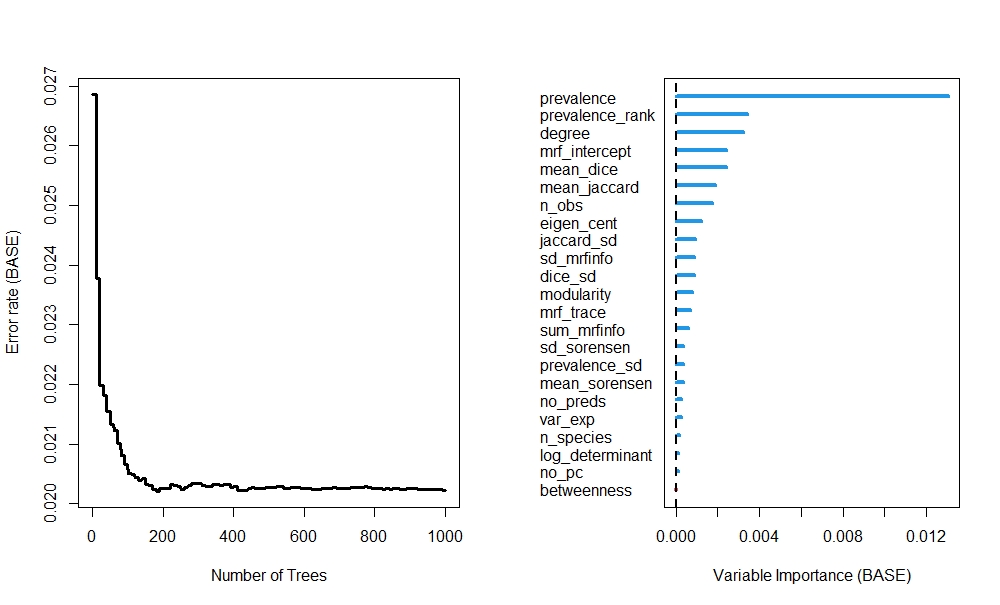 Error rate (BASE)
0.027
0.026
0.025
0.024
0.023
0.022
0.021
0.020
0 200 400 600 800 1000
Number of Trees
prevalence
prevalence_rank
degree
mrf_intercept
mean_dice
mean_jaccard
n_obs
eigen_cent
jaccard_sd
sd_mrfinfo
dice_sd
modularity
mrf_trace
sum_mrfinfo
sd_sorensen
prevalence_sd
mean_sorensen
no_preds
var_exp
n_species
log_determinant
no_pc
betweenness
0.000 0.004 0.008 0.012
Variable Importance (BASE)